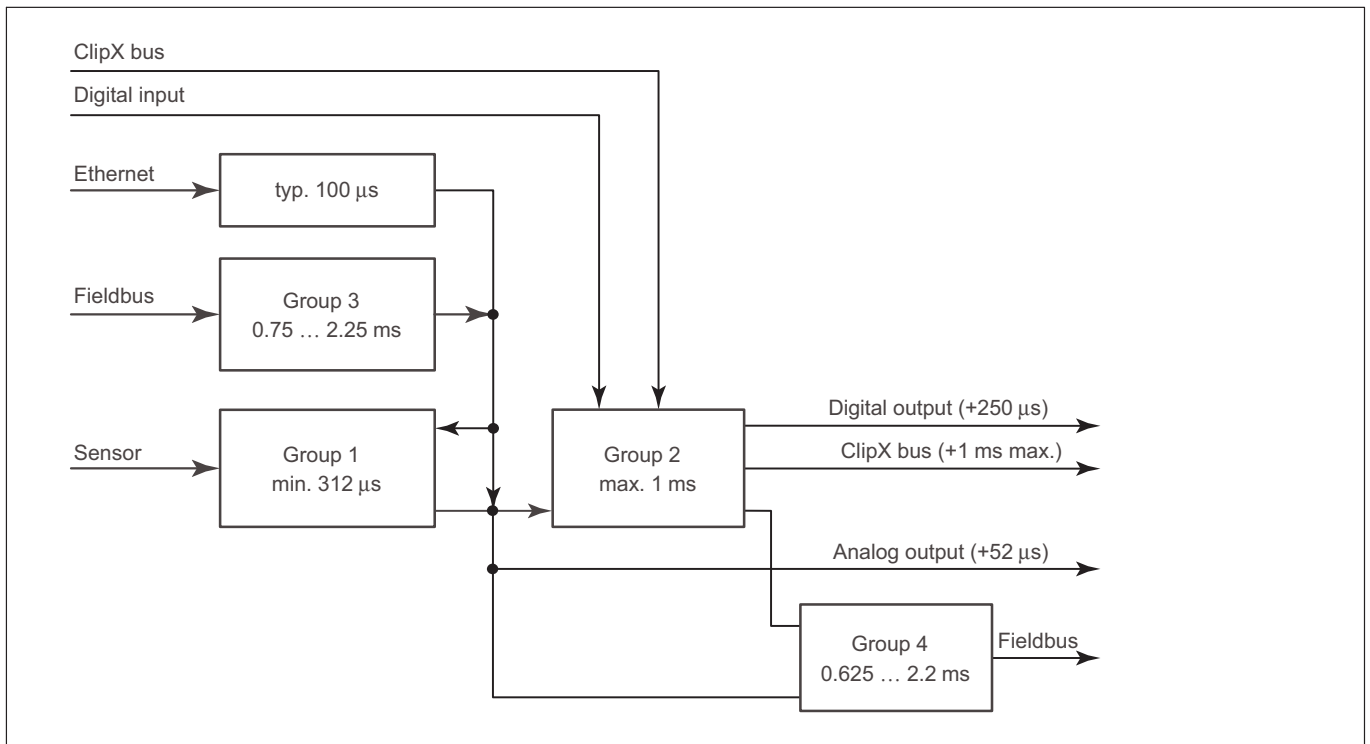 ClipX bus
Digital input
Ethernet
typ. 100 μs
Fieldbus
Group 3
0.75 … 2.25 ms
Sensor
Group 1
min. 312 μs
Group 2
max. 1 ms
Digital output (+250 μs)
ClipX bus (+1 ms max.)
Analog output (+52 μs)
Group 4
0.625 … 2.2 ms
Fieldbus